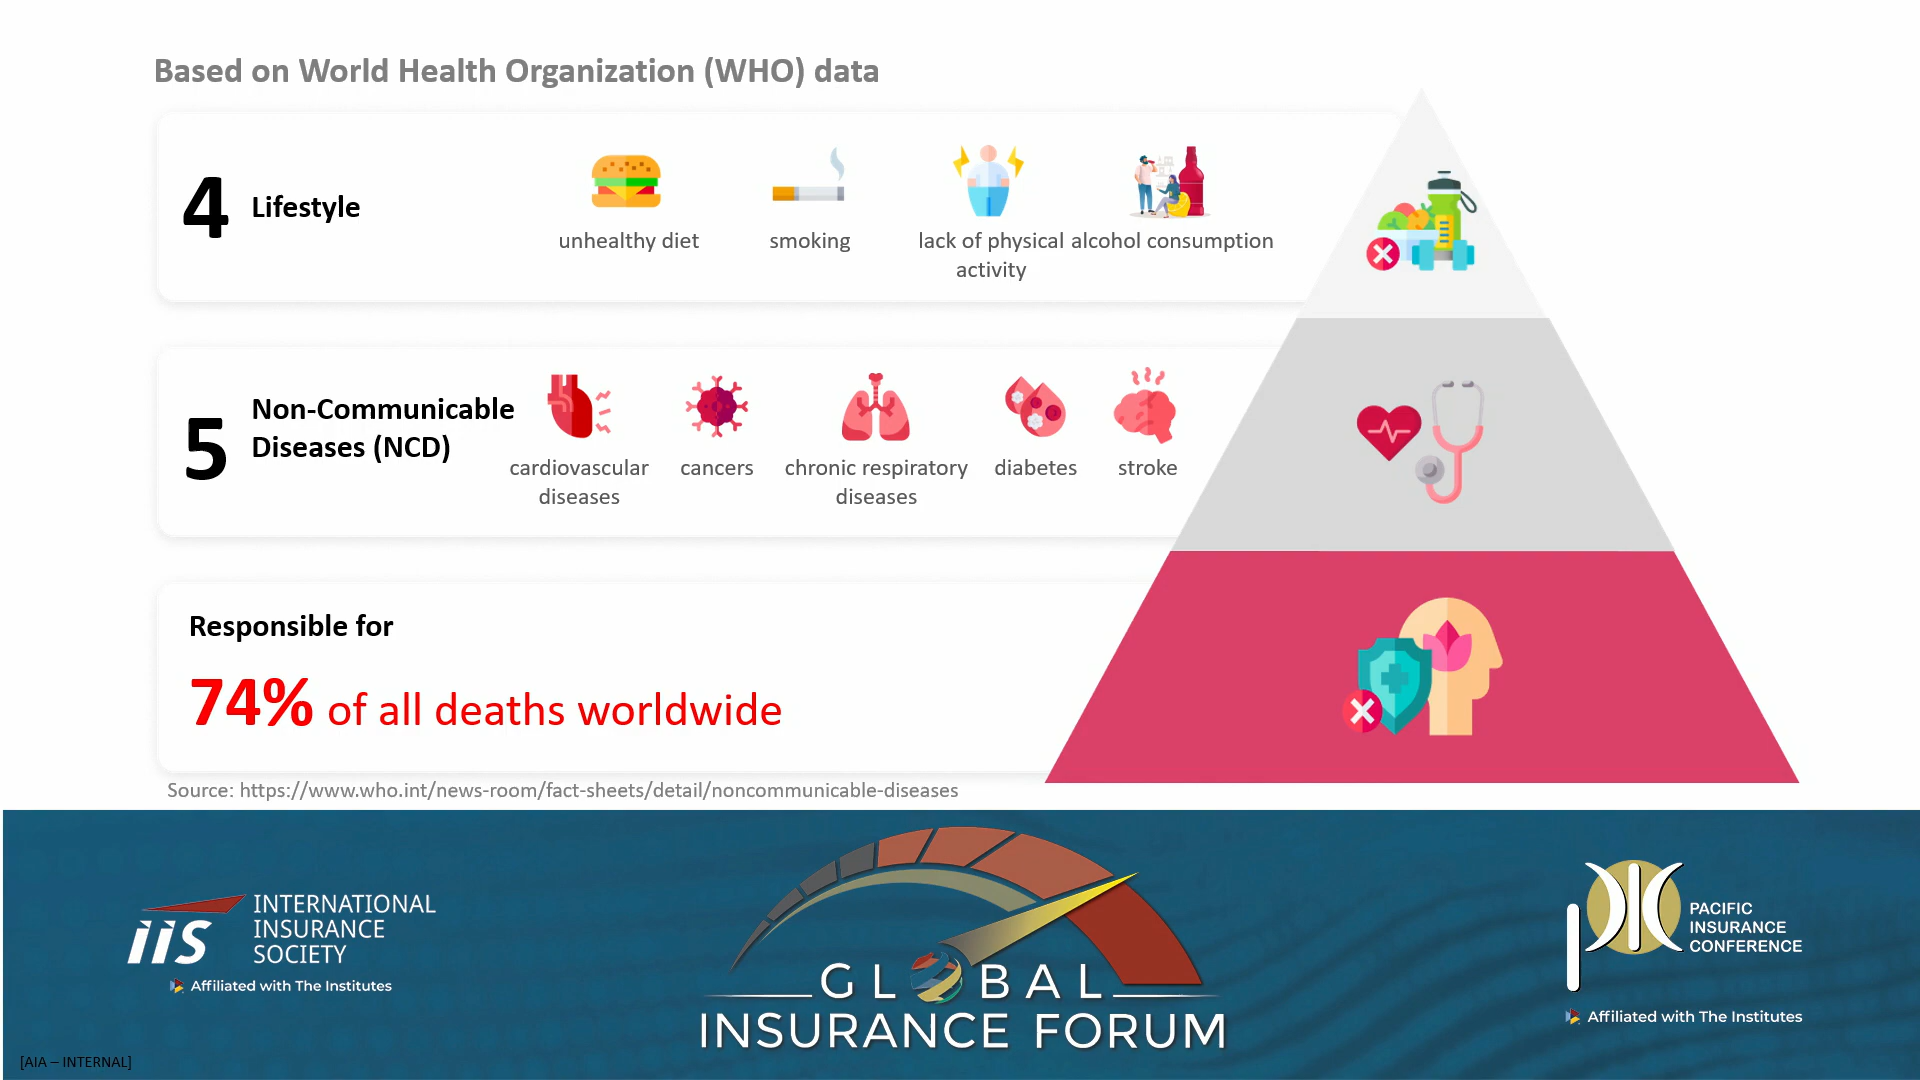 Based on World Health Organization (WHO) data
4 Lifestyle
unhealthy diet
smoking
lack of physical
activity
alcohol consumption
5 Non-Communicable
Diseases (NCD)
cardiovascular
diseases
cancers
chronic respiratory
diseases
diabetes
stroke
Responsible for
74% of all deaths worldwide
Source: https://www.who.int/news-room/fact-sheets/detail/noncommunicable-diseases
iis
INTERNATIONAL
INSURANCE
SOCIETY
Affiliated with The Institutes
GLOBAL
INSURANCE FORUM
pic
PACIFIC
INSURANCE
CONFERENCE
Affiliated with The Institutes
[AIA – INTERNAL]